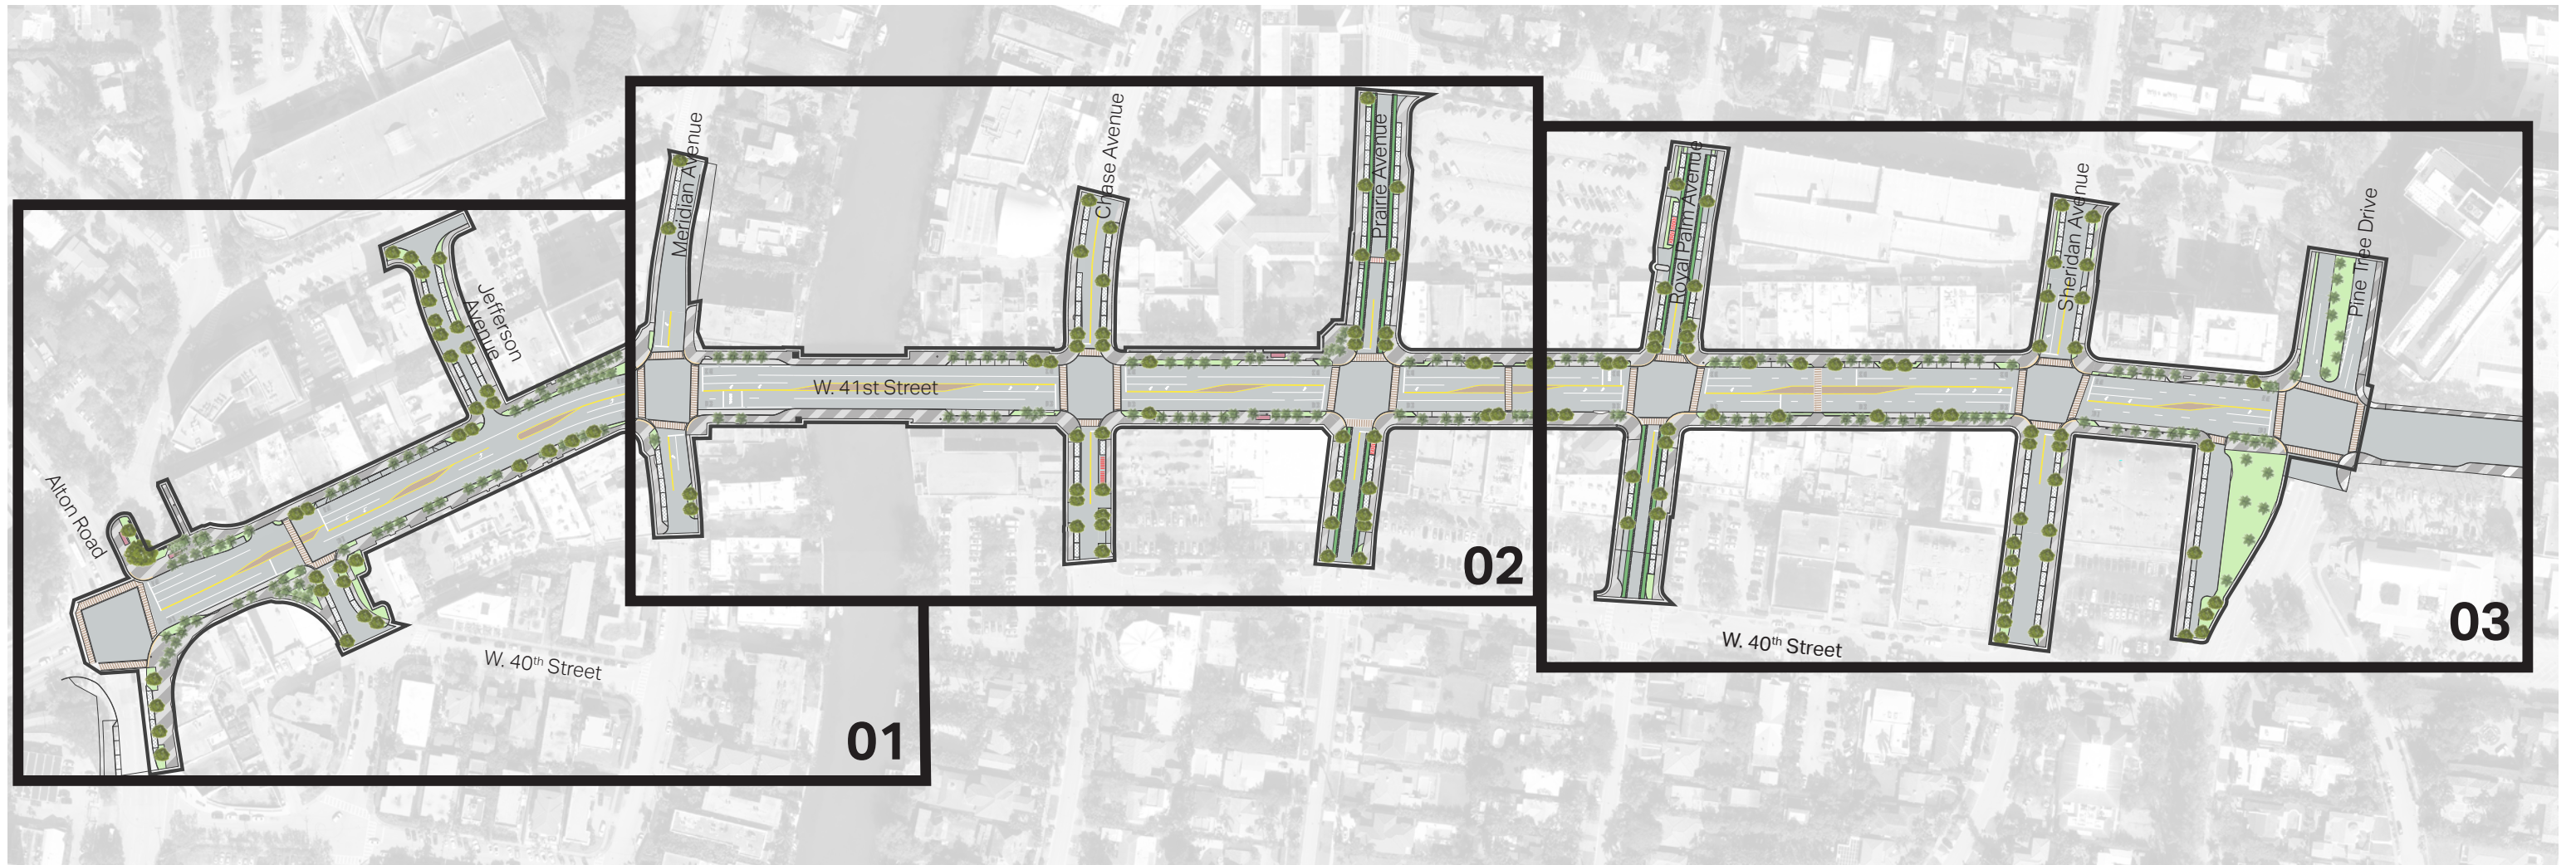 Alton Road
Jefferson
Avenue
W. 40th Street
01
Meridian Avenue
W. 41st Street
Chase Avenue
Prairie Avenue
02
Royal Palm Avenue
Sheridan Avenue
Pine Tree Drive
W. 40th Street
03